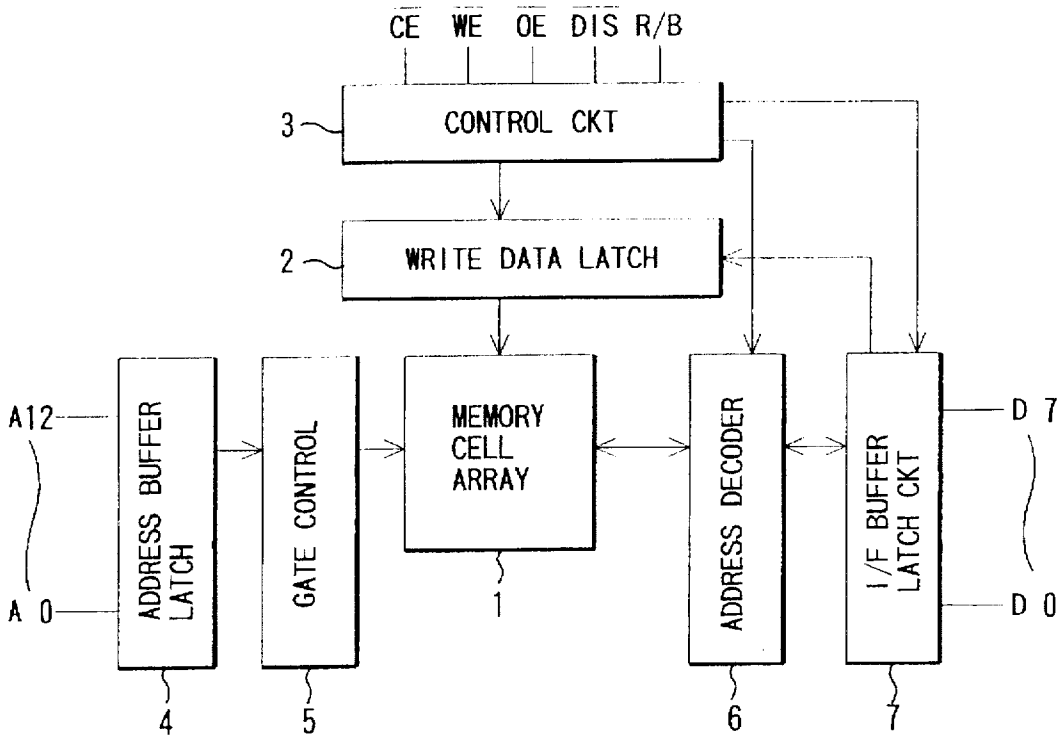 CE WE OE DIS R/B
3 CONTROL CKT
2 WRITE DATA LATCH
A12
A 0
ADDRESS BUFFER
LATCH
GATE CONTROL
MEMORY
CELL
ARRAY
ADDRESS DECODER
I/F BUFFER
LATCH CKT
D 7
D 0
1
4
5
6
7